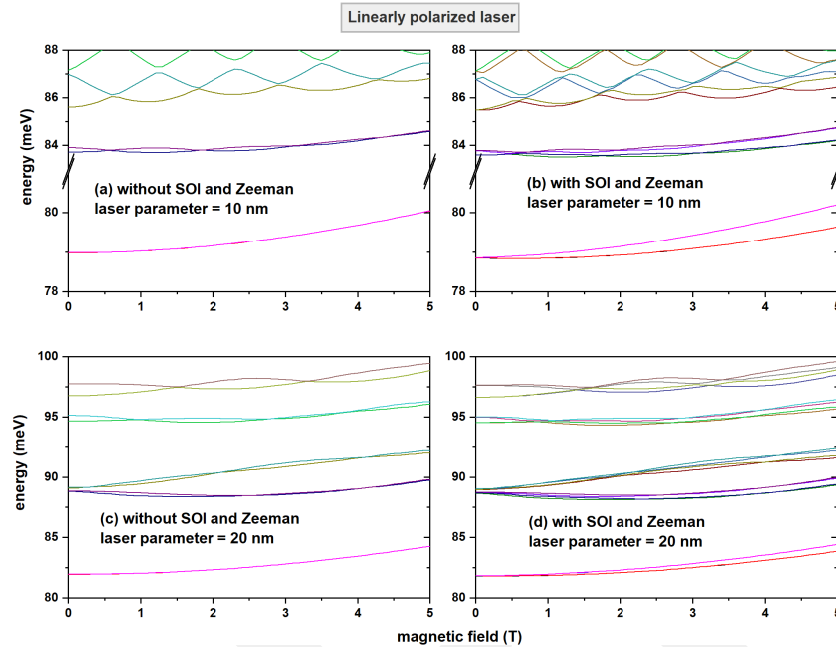 Linearly polarized laser
88
86
84
80
78
energy (meV)
(a) without SOI and Zeeman
laser parameter = 10 nm
0 1 2 3 4 5
88
86
84
80
78
energy (meV)
(b) with SOI and Zeeman
laser parameter = 10 nm
0 1 2 3 4 5
100
95
90
85
80
energy (meV)
(c) without SOI and Zeeman
laser parameter = 20 nm
0 1 2 3 4 5
100
95
90
85
80
energy (meV)
(d) with SOI and Zeeman
laser parameter = 20 nm
0 1 2 3 4 5
magnetic field (T)